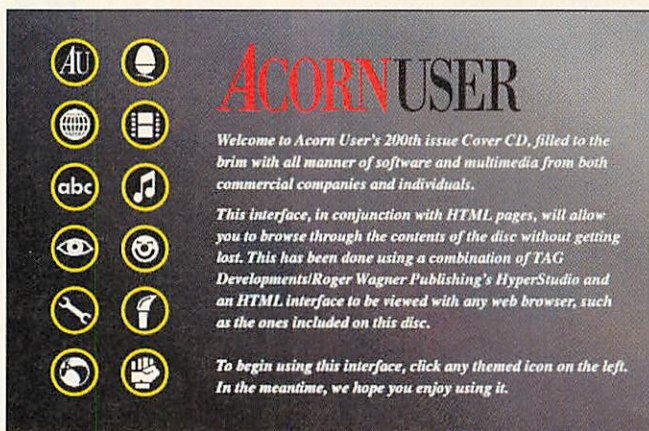 AU
abc
ACORNUSER
Welcome to Acorn User's 200th issue Cover CD, filled to the
brim with all manner of software and multimedia from both
commercial companies and individuals.
This interface, in conjunction with HTML pages, will allow
you to browse through the contents of the disc without getting
lost. This has been done using a combination of TAG
Developments/Roger Wagner Publishing's HyperStudio and
an HTML interface to be viewed with any web browser, such
as the ones included on this disc.
To begin using this interface, click any themed icon on the left.
In the meantime, we hope you enjoy using it.